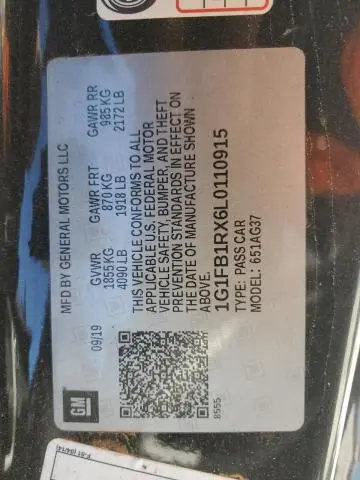 MFD BY GENERAL MOTORS LLC
09/19 GVWR GAWR FRT GAWR RR
1855 KG 870 KG 985 KG
4090 LB 1918 LB 2172 LB
THIS VEHICLE CONFORMS TO ALL
APPLICABLE U.S. FEDERAL MOTOR
VEHICLE SAFETY, BUMPER, AND THEFT
PREVENTION STANDARDS IN EFFECT ON
THE DATE OF MANUFACTURE SHOWN
ABOVE.
1G1FB1RX6L0110915
TYPE: PASS CAR
MODEL: 651AG37
GM
8555